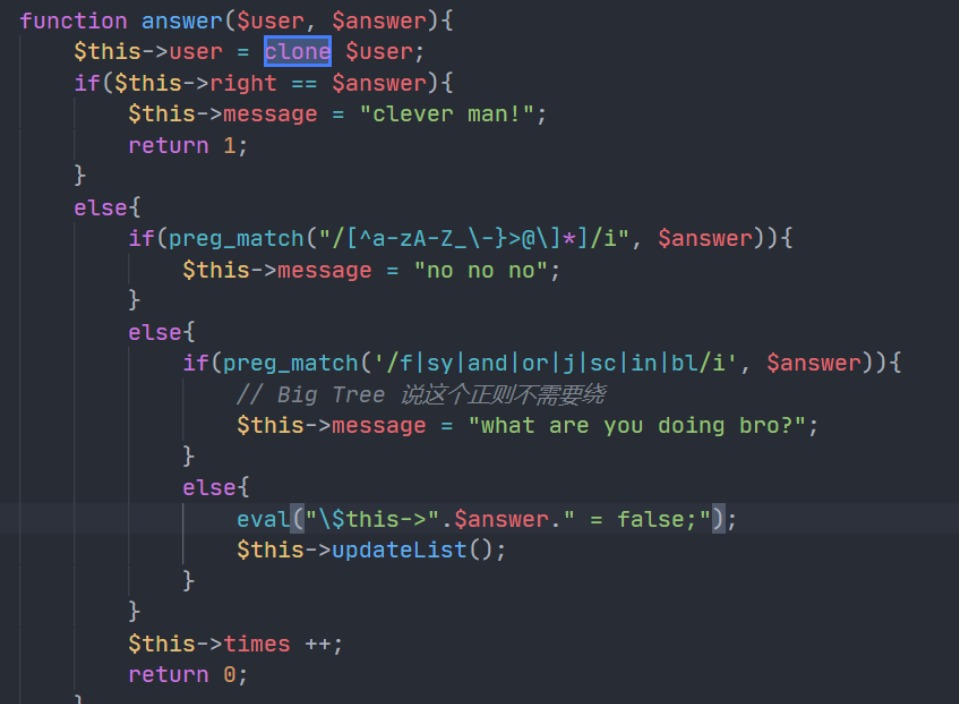 function answer($user, $answer){
$this->user = clone $user;
if($this->right == $answer){
$this->message = "clever man!";
return 1;
}
else{
if(preg_match("/[^a-zA-Z_\-}>@\]*]/i", $answer)){
$this->message = "no no no";
}
else{
if(preg_match('/f|sy|and|or|j|sc|in|bl/i', $answer)){
// Big Tree 说这个正则不需要绕
$this->message = "what are you doing bro?";
}
else{
eval("\$this->".$answer." = false;");
$this->updateList();
}
}
$this->times ++;
return 0;
}